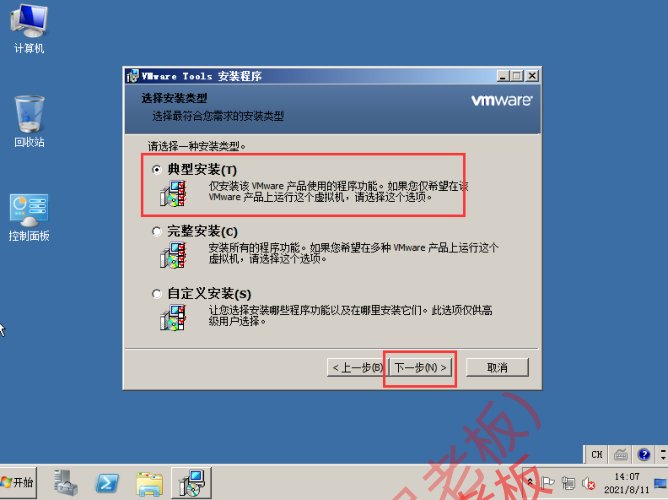 计算机
回收站
控制面板
VMware Tools 安装程序
选择安装类型
选择最符合您需求的安装类型
vmware
请选择一种安装类型。
典型安装(T)
仅安装该 VMware 产品使用的程序功能。如果您仅希望在该
VMware 产品上运行这个虚拟机，请选择这个选项。
完整安装(C)
安装所有的程序功能。如果您希望在多种 VMware 产品上运行这个
虚拟机，请选择这个选项。
自定义安装(S)
让您选择安装哪些程序功能以及在哪里安装它们。此选项仅供高
级用户选择。
< 上一步(B)
下一步(N) >
取消
老板)
老板
CH
开始
14:07
2021/8/11